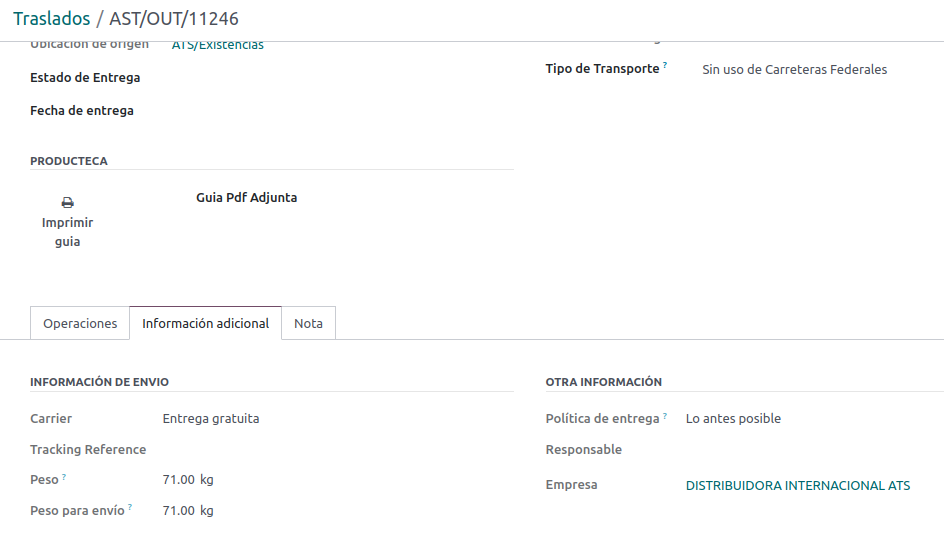 Traslados / AST/OUT/11246
Ubicación de origen ATS/Existencias
Estado de Entrega
Tipo de Transporte ? Sin uso de Carreteras Federales
Fecha de entrega
PRODUCTECA
Imprimir guia
Guia Pdf Adjunta
Operaciones Información adicional Nota
INFORMACIÓN DE ENVIO
Carrier Entrega gratuita
Tracking Reference
Peso ? 71.00 kg
Peso para envío ? 71.00 kg
OTRA INFORMACIÓN
Política de entrega ? Lo antes posible
Responsable
Empresa DISTRIBUIDORA INTERNACIONAL ATS